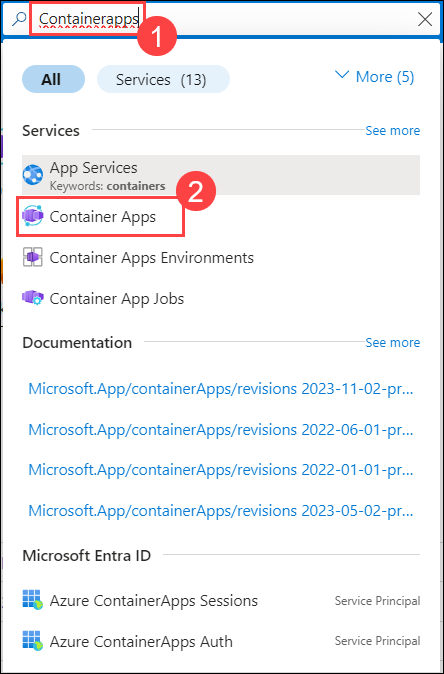 Containerapps
1
All
Services (13)
More (5)
Services
See more
App Services
Keywords: containers
2
Container Apps
Container Apps Environments
Container App Jobs
Documentation
See more
Microsoft.App/containerApps/revisions 2023-11-02-pr...
Microsoft.App/containerApps/revisions 2022-06-01-pr...
Microsoft.App/containerApps/revisions 2022-01-01-pr...
Microsoft.App/containerApps/revisions 2023-05-02-pr...
Microsoft Entra ID
Azure ContainerApps Sessions Service Principal
Azure ContainerApps Auth Service Principal